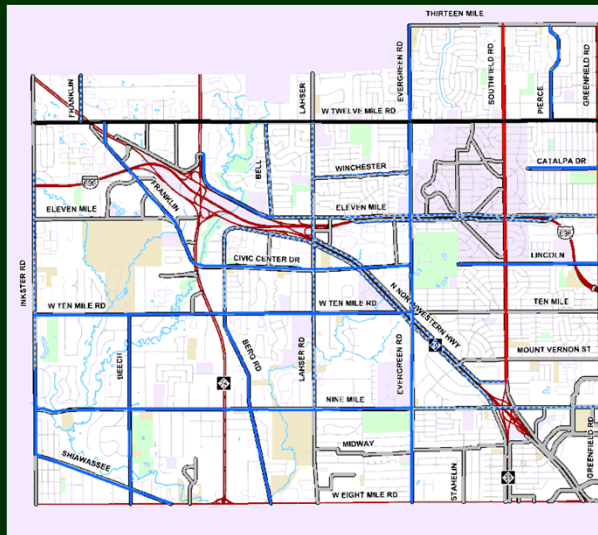 THIRTEEN MILE
FRANKLIN
LAHSER
EVERGREEN RD
SOUTHFIELD RD
PIERCE
GREENFIELD RD
W TWELVE MILE RD
BELL
WINCHESTER
CATALPA DR
696
FRANKLIN
ELEVEN MILE
ELEVEN MILE
696
CIVIC CENTER DR
LINCOLN
INKSTER RD
W TEN MILE RD
W TEN MILE RD
N NORTHWESTERN HWY
TEN MILE
BEECH
BERG RD
LAHSER RD
EVERGREEN RD
MOUNT VERNON ST
NINE MILE
MIDWAY
GREENFIELD RD
SHIAWASSEE
STAHELIN
W EIGHT MILE RD